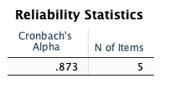 Reliability Statistics
Cronbach's
Alpha N of Items
.873 5